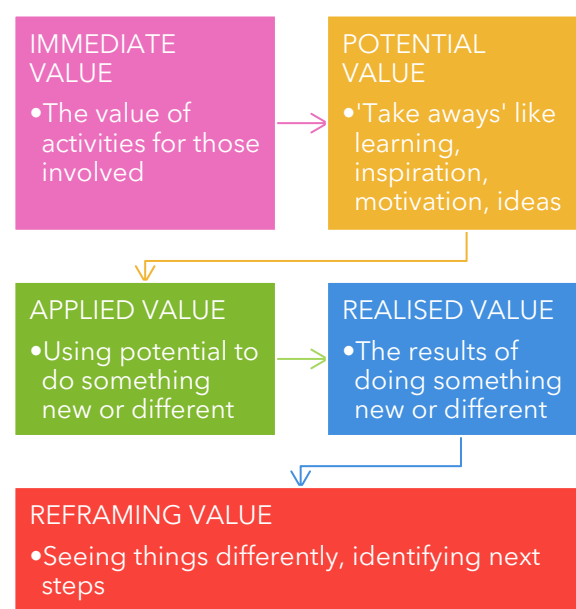 IMMEDIATE
VALUE
•The value of
activities for those
involved
POTENTIAL
VALUE
•'Take aways' like
learning,
inspiration,
motivation, ideas
APPLIED VALUE
•Using potential to
do something
new or different
REALISED VALUE
•The results of
doing something
new or different
REFRAMING VALUE
•Seeing things differently, identifying next
steps